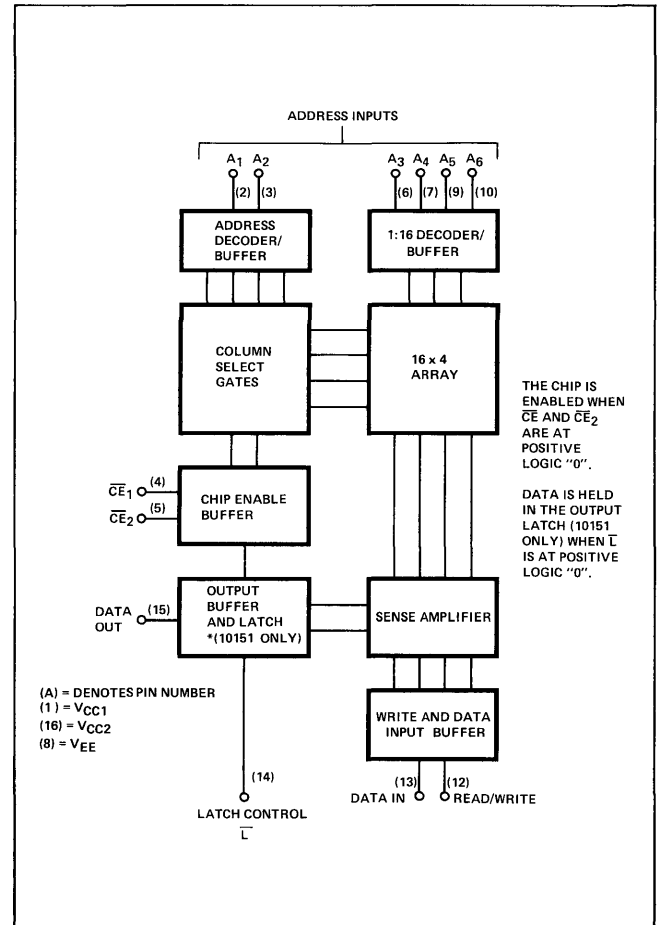 ADDRESS INPUTS
A1 A2 A3 A4 A5 A6
(2) (3) (6) (7) (9) (10)
ADDRESS
DECODER/
BUFFER
1:16 DECODER/
BUFFER
COLUMN
SELECT
GATES
16 x 4
ARRAY
THE CHIP IS
ENABLED WHEN
C̅E̅ AND C̅E̅2
ARE AT
POSITIVE
LOGIC "0".
DATA IS HELD
IN THE OUTPUT
LATCH (10151
ONLY) WHEN L̅
IS AT POSITIVE
LOGIC "0".
C̅E̅1 (4)
C̅E̅2 (5)
CHIP ENABLE
BUFFER
DATA
OUT
(15)
OUTPUT
BUFFER
AND LATCH
*(10151 ONLY)
SENSE AMPLIFIER
(A) = DENOTES PIN NUMBER
(1) = VCC1
(16) = VCC2
(8) = VEE
WRITE AND DATA
INPUT BUFFER
(14)
LATCH CONTROL
L̅
(13) (12)
DATA IN READ/WRITE